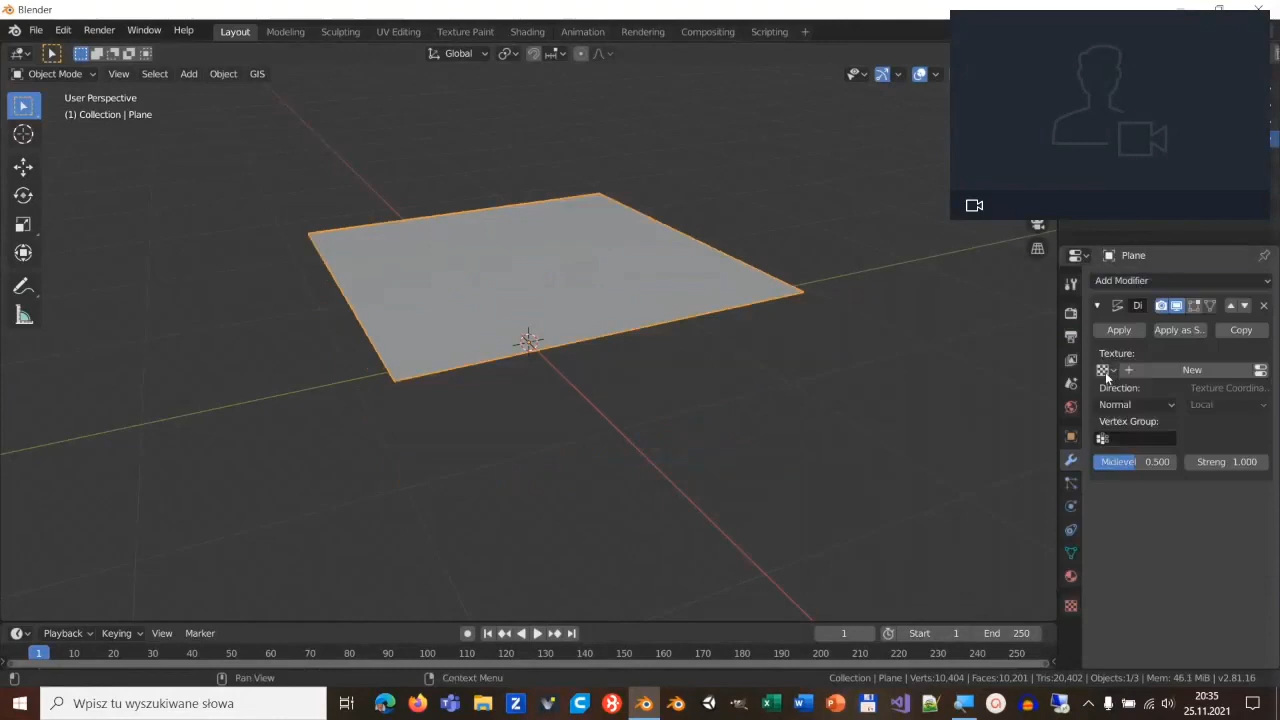 Blender
File Edit Render Window Help Layout Modeling Sculpting UV Editing Texture Paint Shading Animation Rendering Compositing Scripting +
Global
Object Mode View Select Add Object GIS
User Perspective
(1) Collection | Plane
Plane
Add Modifier
Di
Apply Apply as S.. Copy
Texture:
New
Direction: Texture Coordina..
Normal Local
Vertex Group:
Midlevel 0.500 Streng 1.000
Playback Keying View Marker 1 Start 1 End 250
1 10 20 30 40 50 60 70 80 90 100 110 120 130 140 150 160 170 180 190 200 210 220 230 240 250
Pan View Context Menu Collection | Plane | Verts:10,404 | Faces:10,201 | Tris:20,402 | Objects:1/3 | Mem: 46.1 MiB | v2.81.16
Wpisz tu wyszukiwane słowa
20:35
25.11.2021